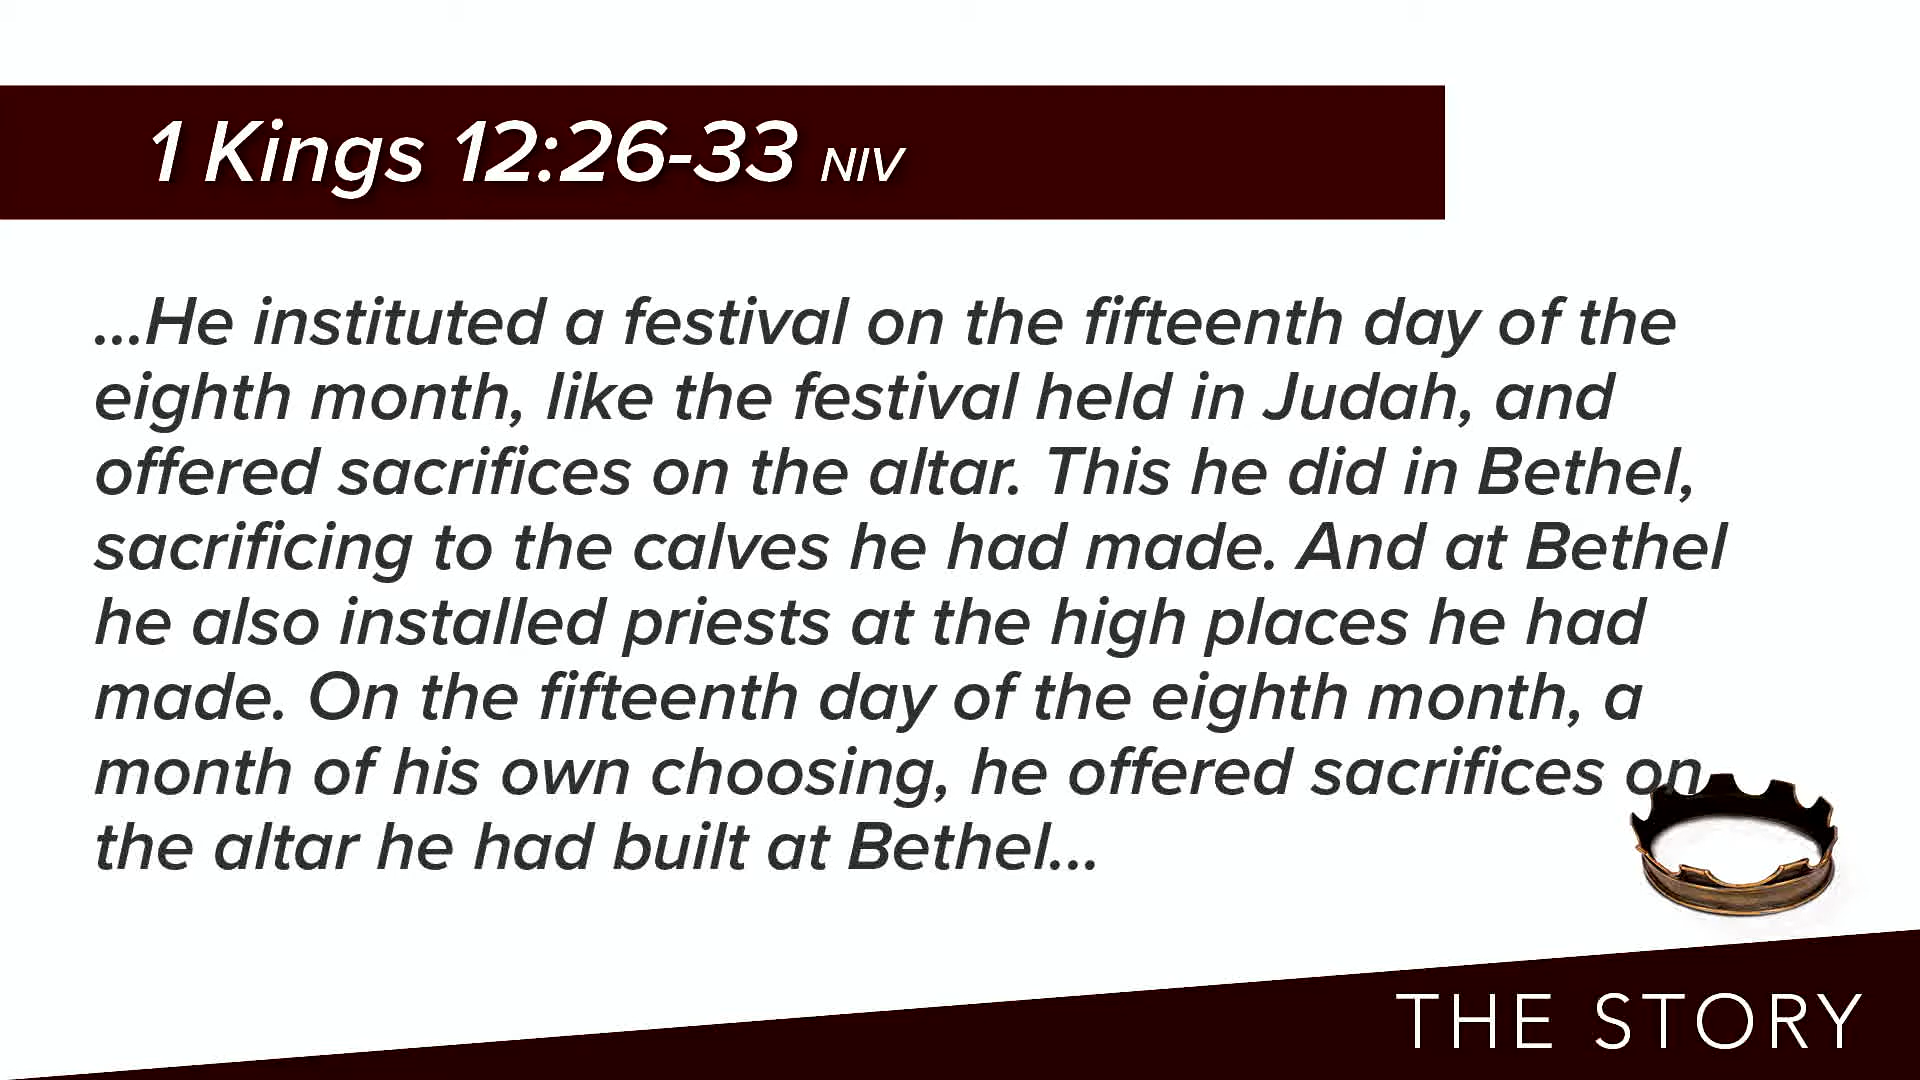 1 Kings 12:26-33 NIV
...He instituted a festival on the fifteenth day of the
eighth month, like the festival held in Judah, and
offered sacrifices on the altar. This he did in Bethel,
sacrificing to the calves he had made. And at Bethel
he also installed priests at the high places he had
made. On the fifteenth day of the eighth month, a
month of his own choosing, he offered sacrifices on
the altar he had built at Bethel...
THE STORY